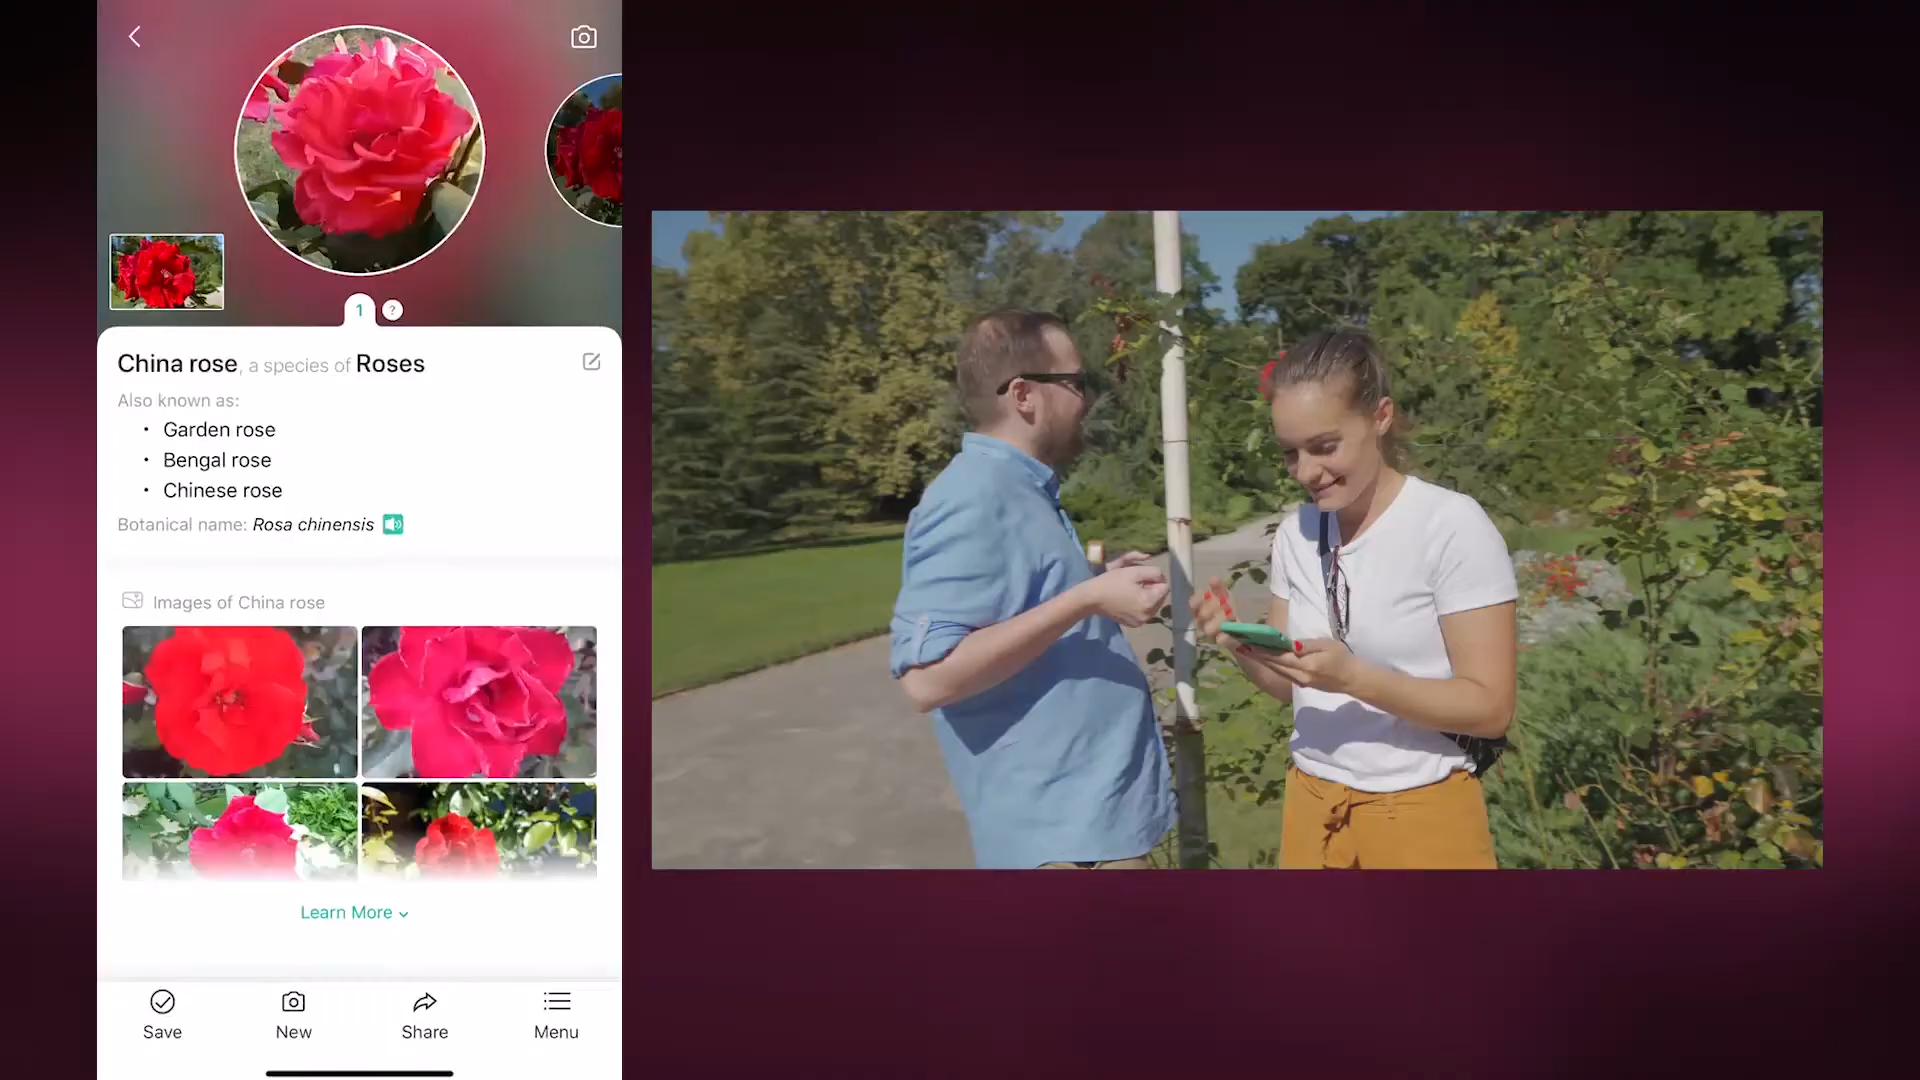 1 ?
China rose, a species of Roses
Also known as:
• Garden rose
• Bengal rose
• Chinese rose
Botanical name: Rosa chinensis
Images of China rose
Learn More
Save New Share Menu